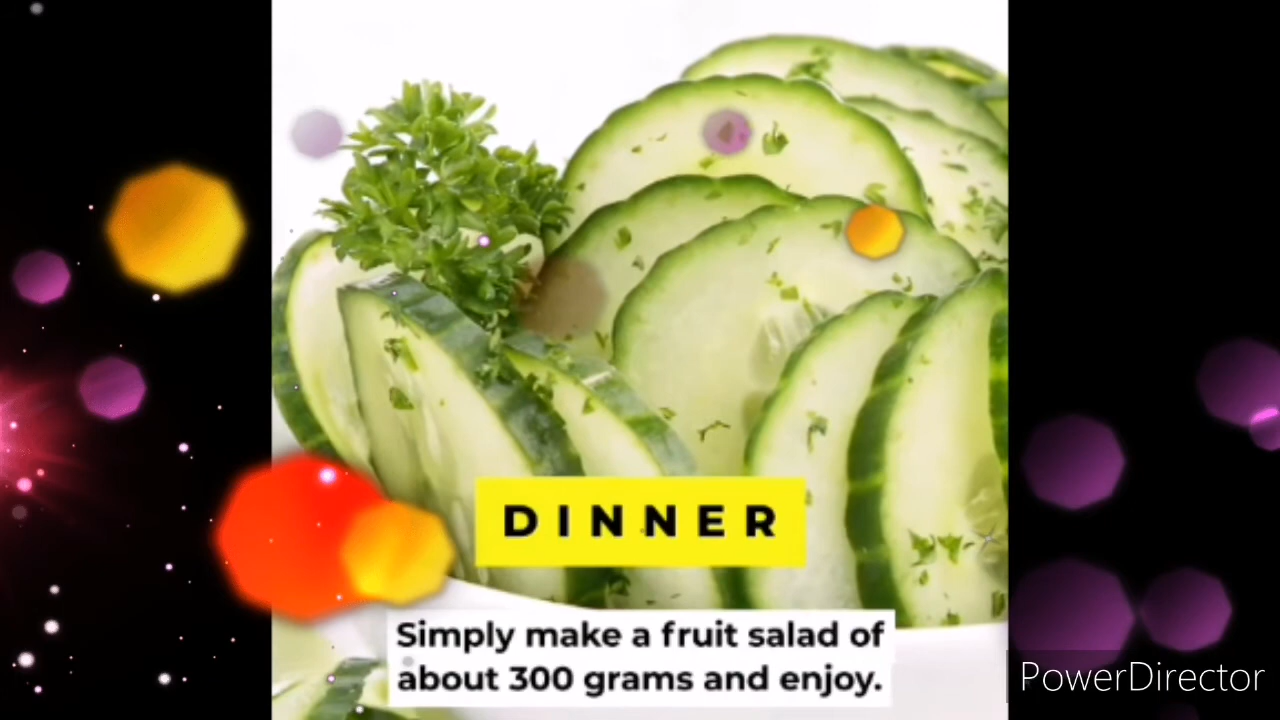 DINNER
Simply make a fruit salad of
about 300 grams and enjoy.
PowerDirector